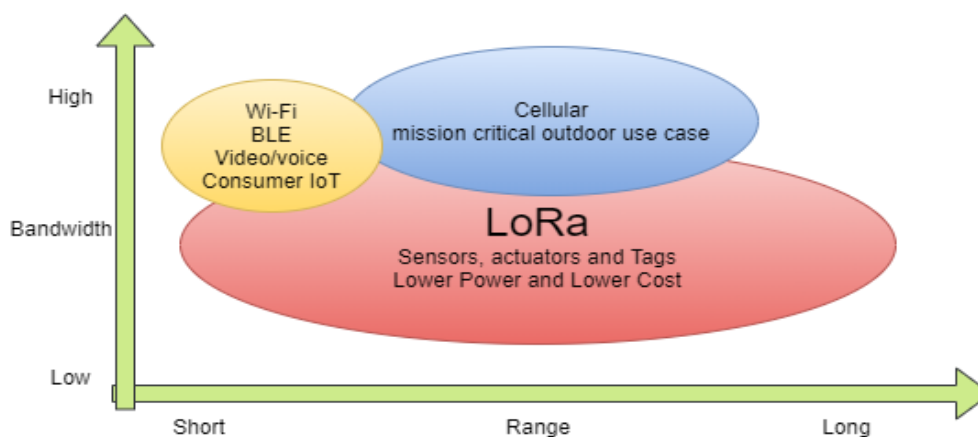 High
Wi-Fi
BLE
Video/voice
Consumer IoT
Cellular
mission critical outdoor use case
Bandwidth
LoRa
Sensors, actuators and Tags
Lower Power and Lower Cost
Low
Short
Range
Long